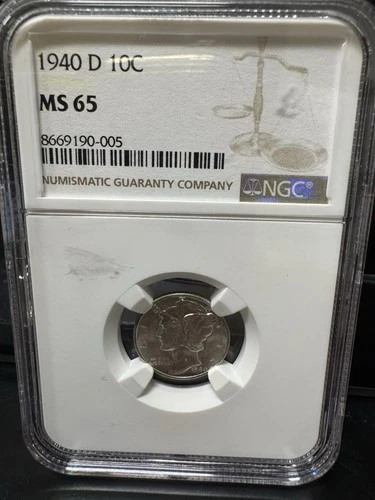 1940 D 10C
MS 65
8669190-005
NUMISMATIC GUARANTY COMPANY
NGC®